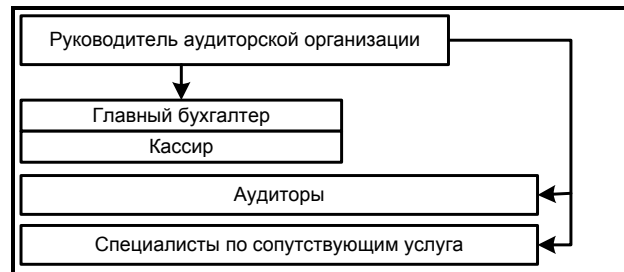 Руководитель аудиторской организации
Главный бухгалтер
Кассир
Аудиторы
Специалисты по сопутствующим услуга